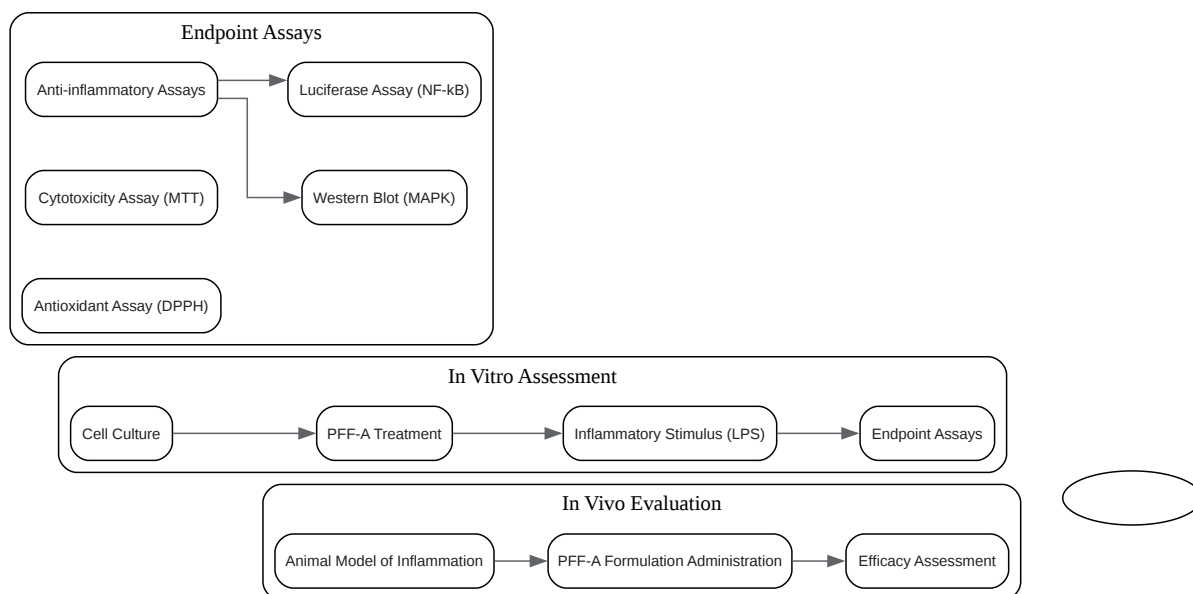 Endpoint Assays
Anti-inflammatory Assays
Luciferase Assay (NF-kB)
Cytotoxicity Assay (MTT)
Western Blot (MAPK)
Antioxidant Assay (DPPH)
In Vitro Assessment
Cell Culture
PFF-A Treatment
Inflammatory Stimulus (LPS)
Endpoint Assays
In Vivo Evaluation
Animal Model of Inflammation
PFF-A Formulation Administration
Efficacy Assessment